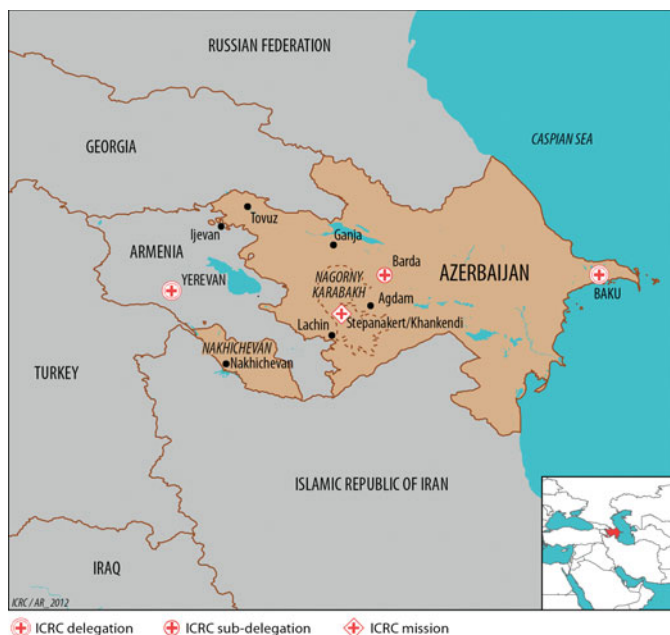 RUSSIAN FEDERATION
GEORGIA
CASPIAN SEA
Tovuz
Ijevan
Ganja
ARMENIA
Barda
AZERBAIJAN
YEREVAN
NAGORNY-
KARABAKH
BAKU
Agdam
Lachin
Stepanakert/Khankendi
NAKHICHEVAN
Nakhichevan
TURKEY
ISLAMIC REPUBLIC OF IRAN
IRAQ
ICRC / AR_2012
ICRC delegation
ICRC sub-delegation
ICRC mission